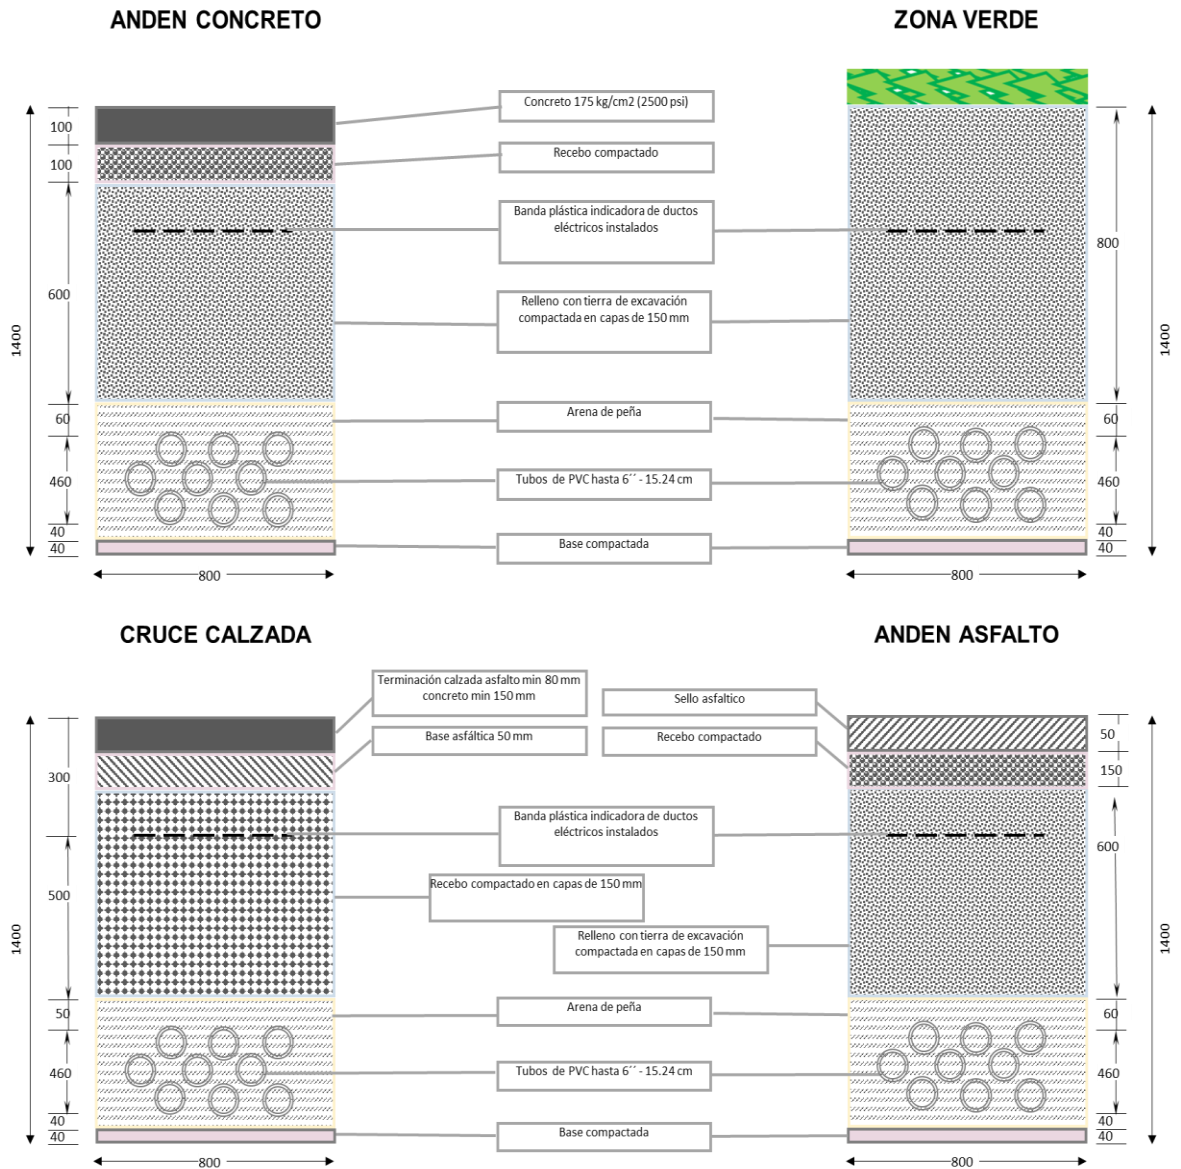 ANDEN CONCRETO
ZONA VERDE
Concreto 175 kg/cm2 (2500 psi)
Recebo compactado
Banda plástica indicadora de ductos
eléctricos instalados
Relleno con tierra de excavación
compactada en capas de 150 mm
Arena de peña
Tubos de PVC hasta 6´´ - 15.24 cm
Base compactada
100
100
600
1400
60
460
40
40
800
800
1400
60
460
40
40
800
CRUCE CALZADA
ANDEN ASFALTO
Terminación calzada asfalto min 80 mm
concreto min 150 mm
Sello asfaltico
Base asfáltica 50 mm
Recebo compactado
Banda plástica indicadora de ductos
eléctricos instalados
Recebo compactado en capas de 150 mm
Relleno con tierra de excavación
compactada en capas de 150 mm
Arena de peña
Tubos de PVC hasta 6´´ - 15.24 cm
Base compactada
300
500
1400
50
460
40
40
800
50
150
600
1400
60
460
40
40
800